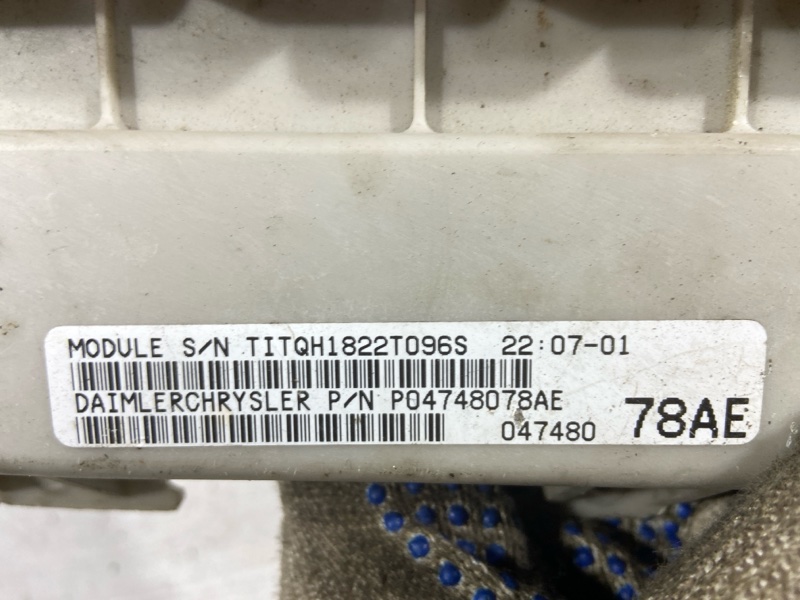 MODULE S/N TITQH1822T096S 22:07-01
DAIMLERCHRYSLER P/N P04748078AE
047480 78AE